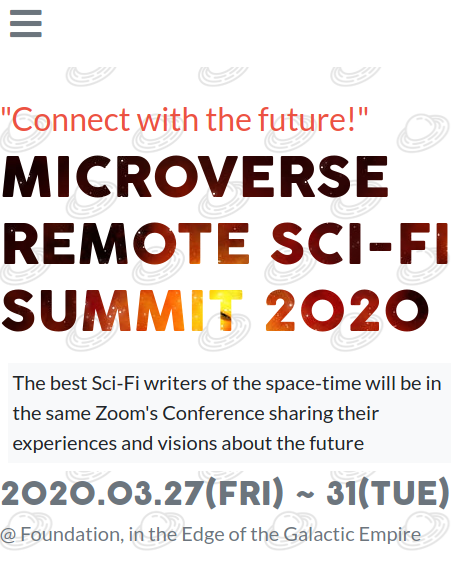 "Connect with the future!"
MICROVERSE
REMOTE SCI-FI
SUMMIT 2020
The best Sci-Fi writers of the space-time will be in
the same Zoom's Conference sharing their
experiences and visions about the future
2020.03.27(FRI) ~ 31(TUE)
@ Foundation, in the Edge of the Galactic Empire